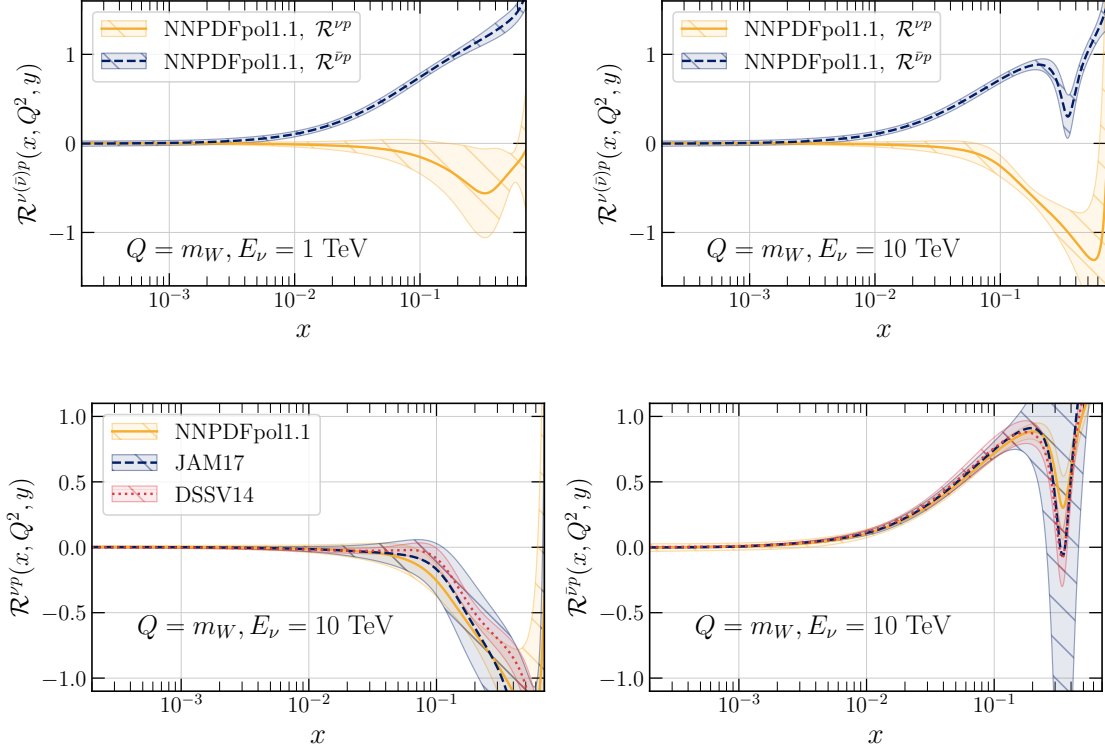 NNPDFpol1.1, $\mathcal{R}^{\nu p}$
NNPDFpol1.1, $\mathcal{R}^{\bar{\nu} p}$
$\mathcal{R}^{\nu(\bar{\nu})p}(x, Q^2, y)$
1
0
−1
$Q = m_W, E_\nu = 1$ TeV
$10^{-3}$ $10^{-2}$ $10^{-1}$
$x$
NNPDFpol1.1, $\mathcal{R}^{\nu p}$
NNPDFpol1.1, $\mathcal{R}^{\bar{\nu} p}$
$\mathcal{R}^{\nu(\bar{\nu})p}(x, Q^2, y)$
1
0
−1
$Q = m_W, E_\nu = 10$ TeV
$10^{-3}$ $10^{-2}$ $10^{-1}$
$x$
NNPDFpol1.1
JAM17
DSSV14
$\mathcal{R}^{\nu p}(x, Q^2, y)$
1.0
0.5
0.0
−0.5
−1.0
$Q = m_W, E_\nu = 10$ TeV
$10^{-3}$ $10^{-2}$ $10^{-1}$
$x$
$\mathcal{R}^{\bar{\nu} p}(x, Q^2, y)$
1.0
0.5
0.0
−0.5
−1.0
$Q = m_W, E_\nu = 10$ TeV
$10^{-3}$ $10^{-2}$ $10^{-1}$
$x$